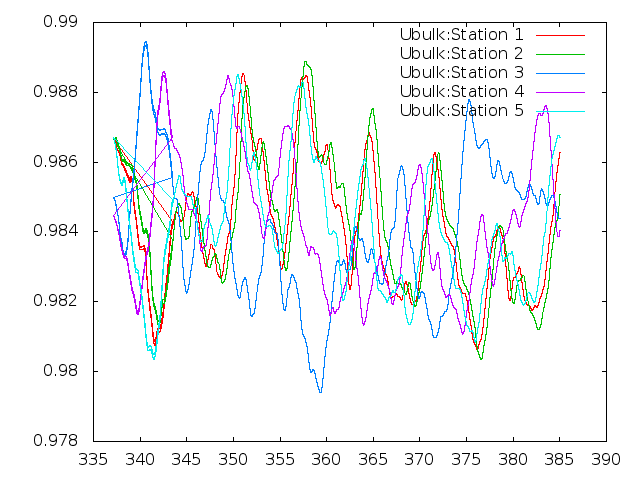 0.99
Ubulk:Station 1
Ubulk:Station 2
0.988
Ubulk:Station 3
Ubulk:Station 4
Ubulk:Station 5
0.986
0.984
0.982
0.98
0.978
335 340 345 350 355 360 365 370 375 380 385 390